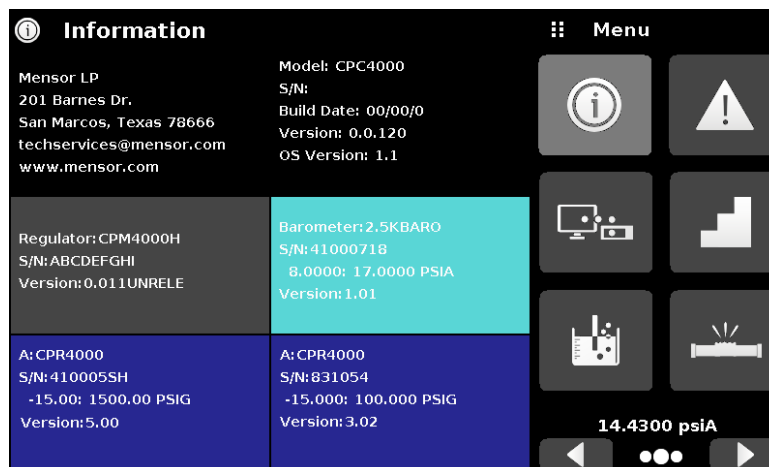 Information
Menu
Mensor LP
201 Barnes Dr.
San Marcos, Texas 78666
techservices@mensor.com
www.mensor.com
Model: CPC4000
S/N:
Build Date: 00/00/0
Version: 0.0.120
OS Version: 1.1
Regulator:CPM4000H
S/N:ABCDEFGHI
Version:0.011UNRELE
Barometer:2.5KBARO
S/N:41000718
8.0000: 17.0000 PSIA
Version:1.01
A:CPR4000
S/N:410005SH
-15.00: 1500.00 PSIG
Version:5.00
A:CPR4000
S/N:831054
-15.000: 100.000 PSIG
Version:3.02
14.4300 psiA